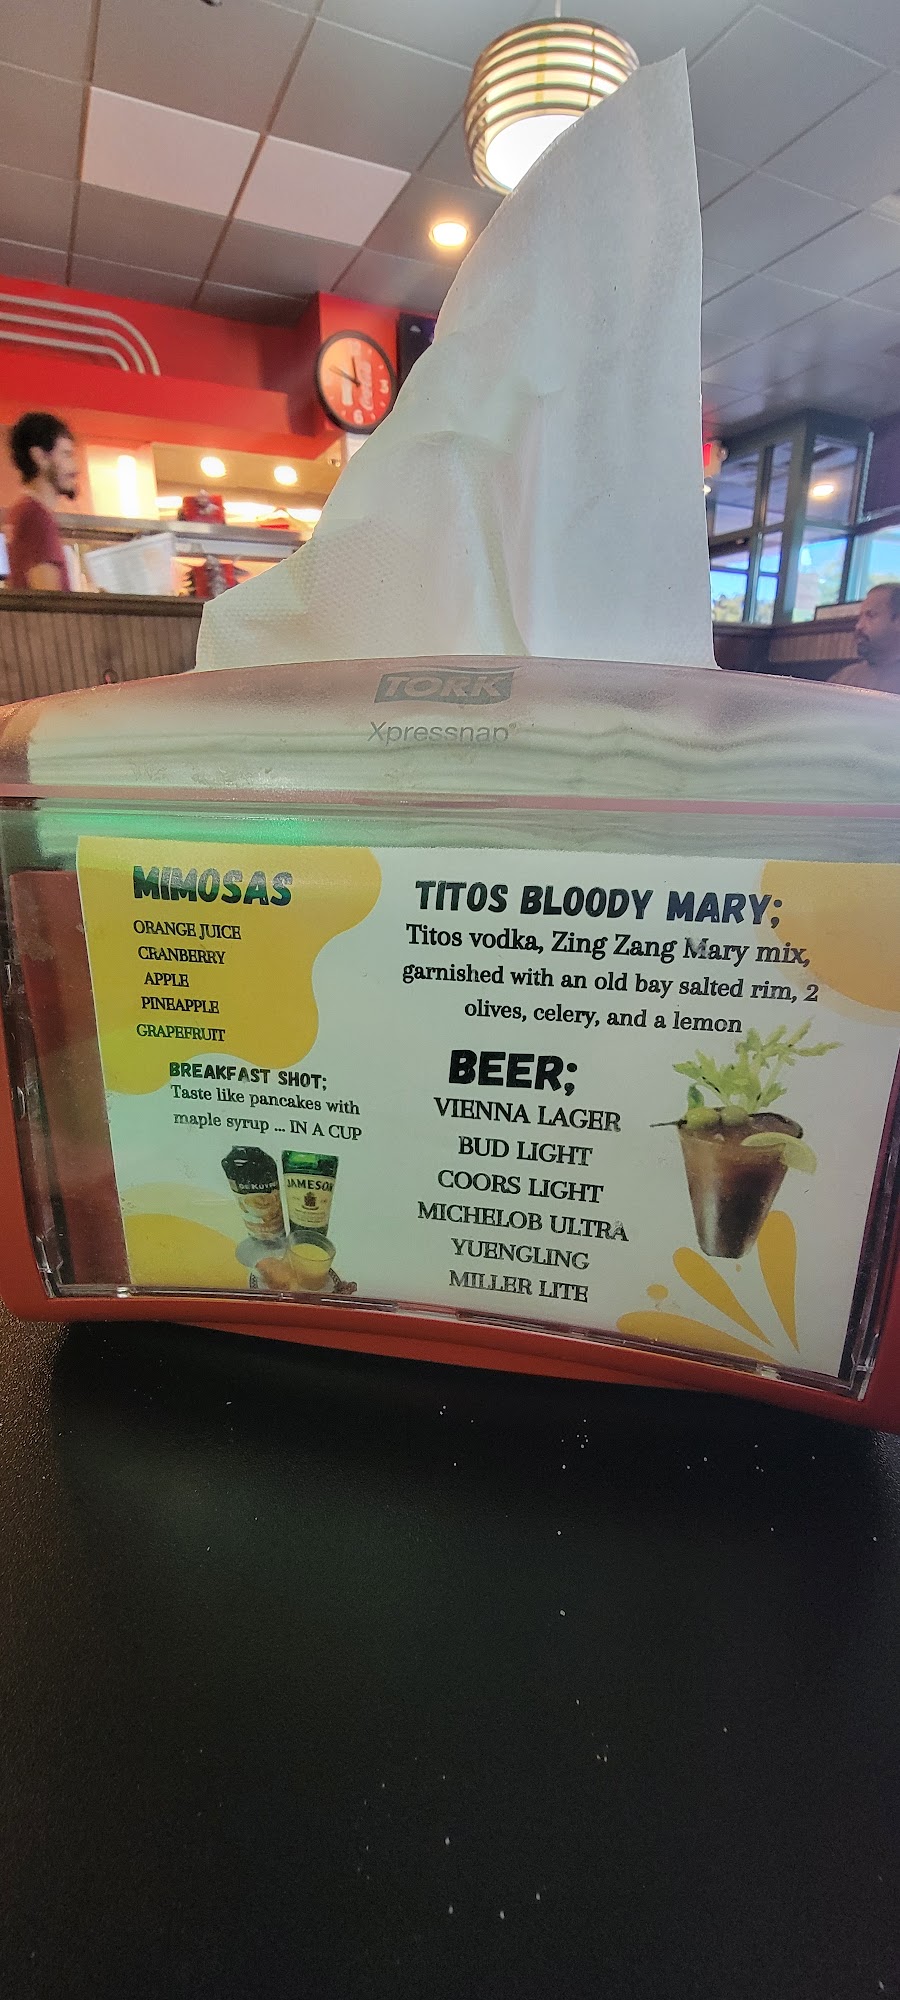 TORK
Xpressnap
MIMOSAS
ORANGE JUICE
CRANBERRY
APPLE
PINEAPPLE
GRAPEFRUIT
BREAKFAST SHOT;
Taste like pancakes with
maple syrup ... IN A CUP
JAMESON
TITOS BLOODY MARY;
Titos vodka, Zing Zang Mary mix,
garnished with an old bay salted rim, 2
olives, celery, and a lemon
BEER;
VIENNA LAGER
BUD LIGHT
COORS LIGHT
MICHELOB ULTRA
YUENGLING
MILLER LITE